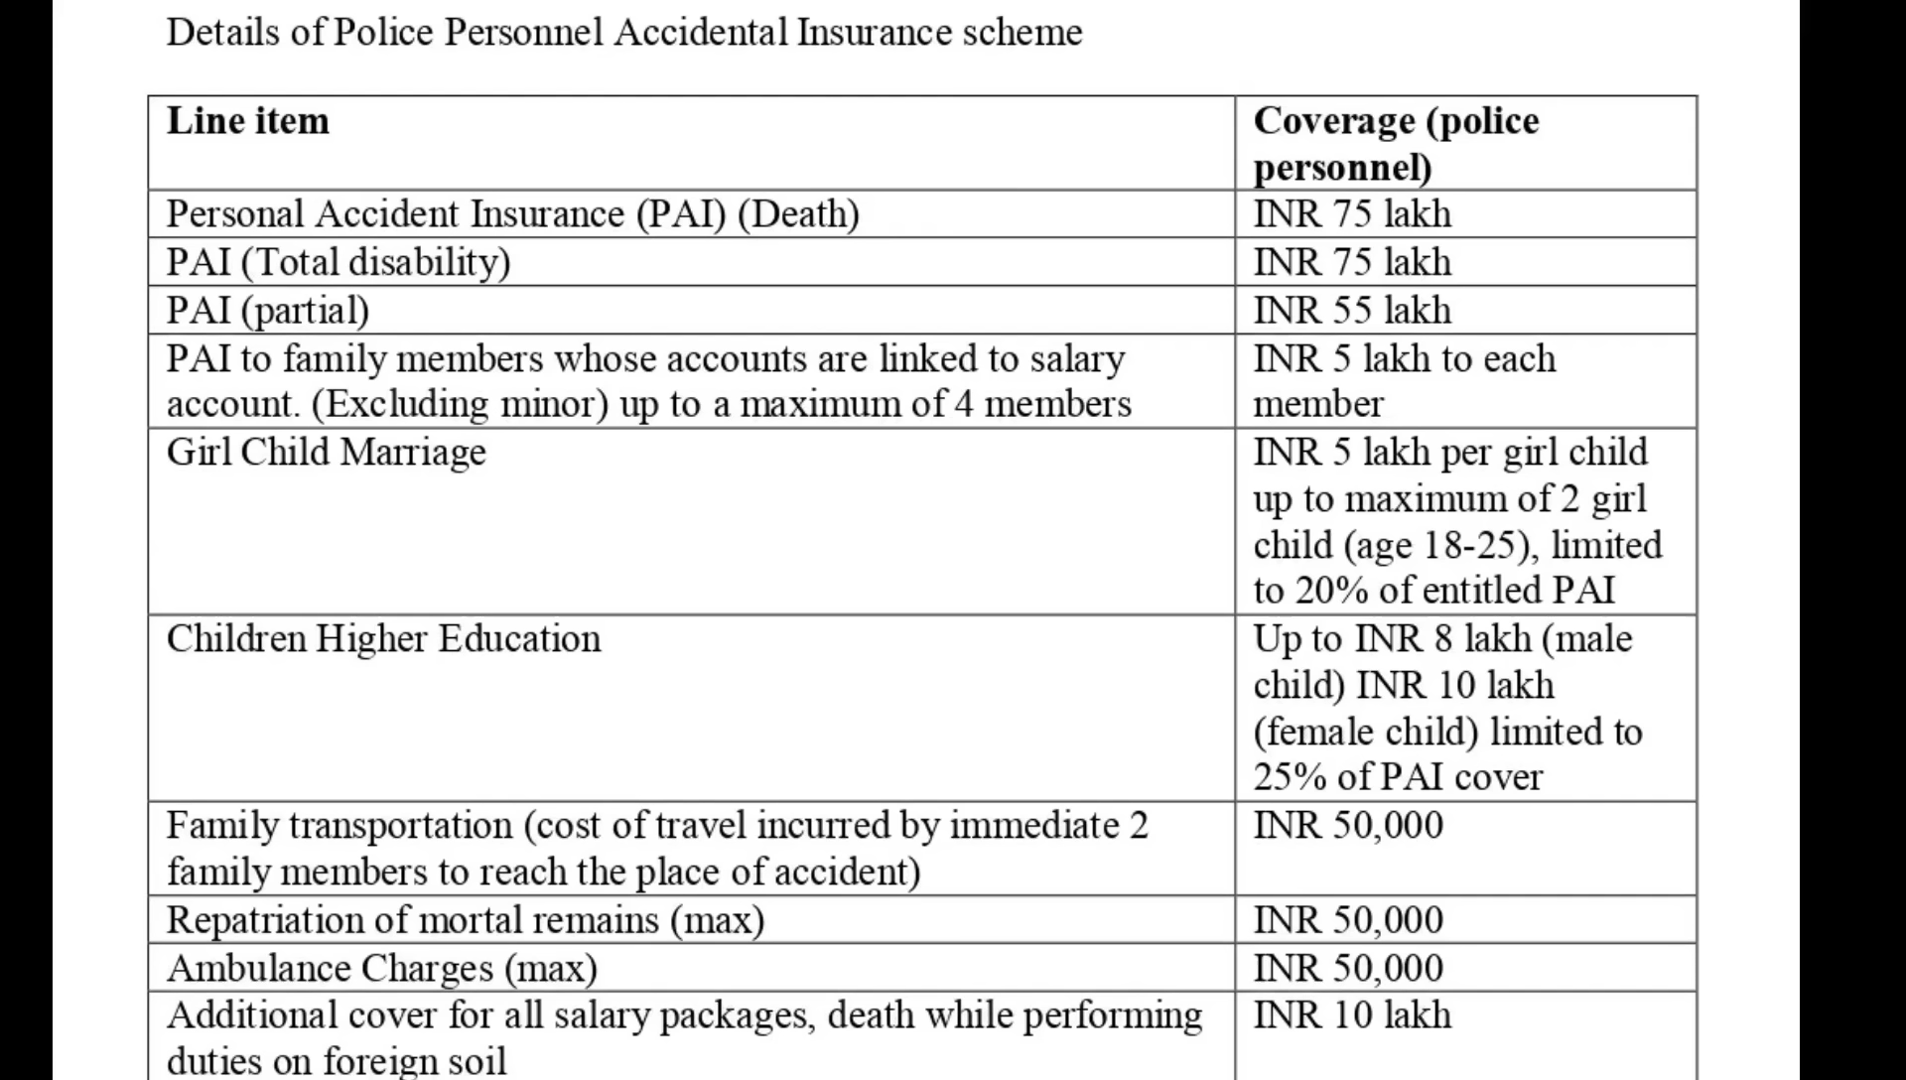 Details of Police Personnel Accidental Insurance scheme
Line item
Coverage (police
personnel)
Personal Accident Insurance (PAI) (Death)
INR 75 lakh
PAI (Total disability)
INR 75 lakh
PAI (partial)
INR 55 lakh
PAI to family members whose accounts are linked to salary
account. (Excluding minor) up to a maximum of 4 members
INR 5 lakh to each
member
Girl Child Marriage
INR 5 lakh per girl child
up to maximum of 2 girl
child (age 18-25), limited
to 20% of entitled PAI
Children Higher Education
Up to INR 8 lakh (male
child) INR 10 lakh
(female child) limited to
25% of PAI cover
Family transportation (cost of travel incurred by immediate 2
family members to reach the place of accident)
INR 50,000
Repatriation of mortal remains (max)
INR 50,000
Ambulance Charges (max)
INR 50,000
Additional cover for all salary packages, death while performing
duties on foreign soil
INR 10 lakh